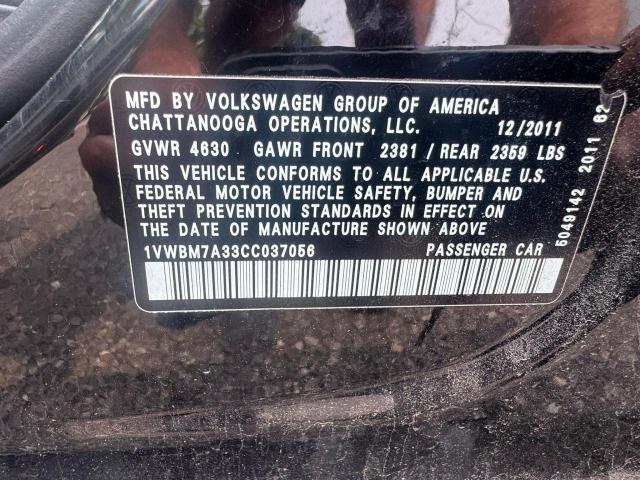 MFD BY VOLKSWAGEN GROUP OF AMERICA
CHATTANOOGA OPERATIONS, LLC. 12/2011
GVWR 4630 GAWR FRONT 2381 / REAR 2359 LBS
THIS VEHICLE CONFORMS TO ALL APPLICABLE U.S.
FEDERAL MOTOR VEHICLE SAFETY, BUMPER AND
THEFT PREVENTION STANDARDS IN EFFECT ON
THE DATE OF MANUFACTURE SHOWN ABOVE
1VWBM7A33CC037056 PASSENGER CAR
5049142 2011 62